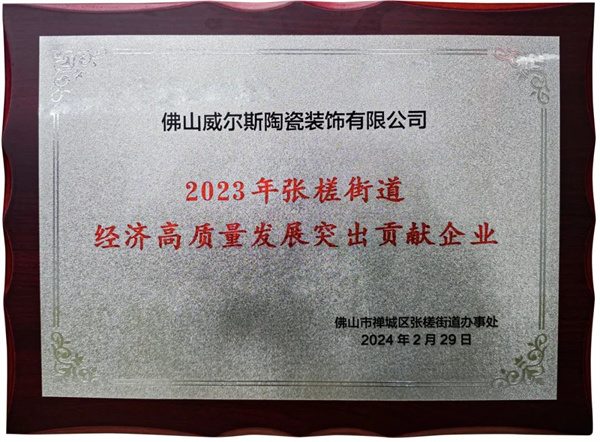 佛山威尔斯陶瓷装饰有限公司
2023年张槎街道
经济高质量发展突出贡献企业
佛山市禅城区张槎街道办事处
2024年2月29日